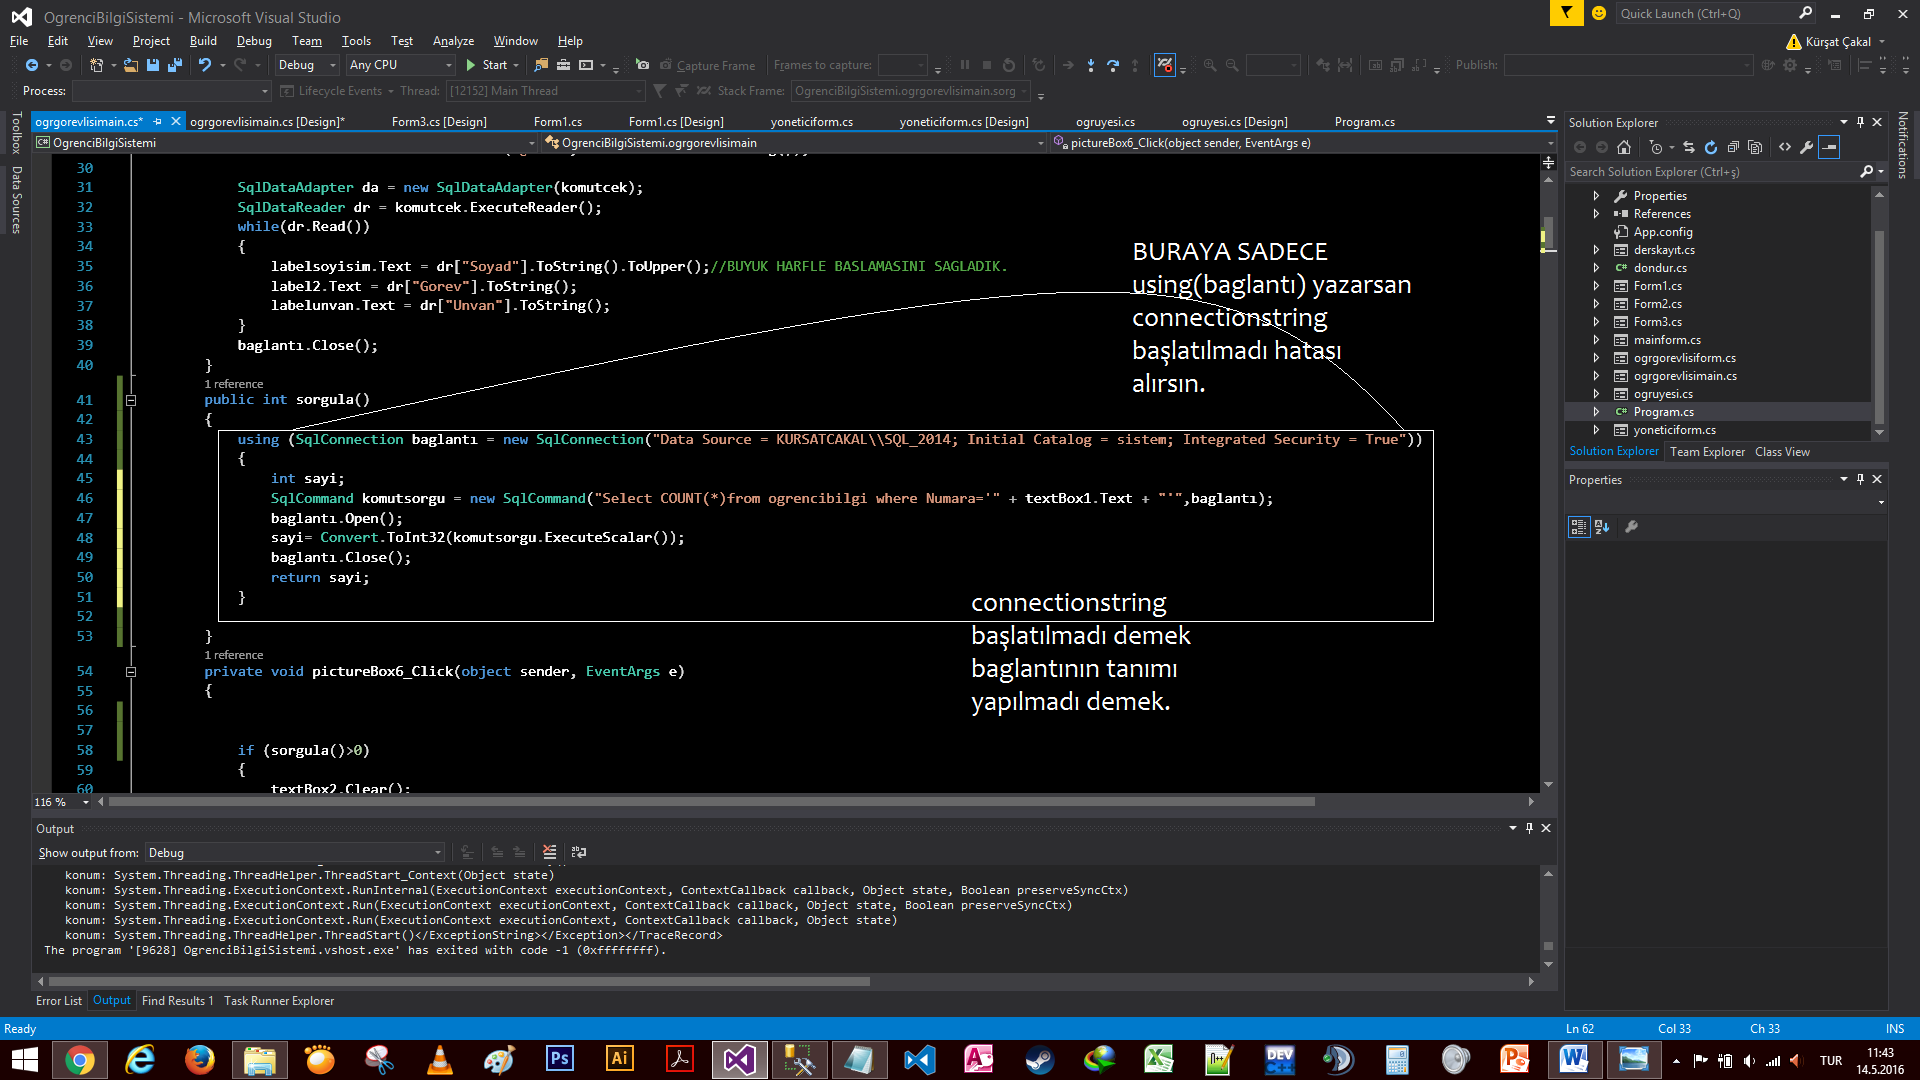 OgrenciBilgiSistemi - Microsoft Visual Studio
Quick Launch (Ctrl+Q)
File Edit View Project Build Debug Team Tools Test Analyze Window Help
Kürşat Çakal
Debug Any CPU Start Capture Frame Frames to capture: Publish:
Process: Lifecycle Events Thread: [12152] Main Thread Stack Frame: OgrenciBilgiSistemi.ogrgorevlisimain.sorg
Toolbox
Data Sources
Notifications
ogrgorevlisimain.cs* ogrgorevlisimain.cs [Design]* Form3.cs [Design] Form1.cs Form1.cs [Design] yoneticiform.cs yoneticiform.cs [Design] ogruyesi.cs ogruyesi.cs [Design] Program.cs
OgrenciBilgiSistemi OgrenciBilgiSistemi.ogrgorevlisimain pictureBox6_Click(object sender, EventArgs e)
30
31 SqlDataAdapter da = new SqlDataAdapter(komutcek);
32 SqlDataReader dr = komutcek.ExecuteReader();
33 while(dr.Read())
34 {
35 labelsoyisim.Text = dr["Soyad"].ToString().ToUpper();//BUYUK HARFLE BASLAMASINI SAGLADIK.
36 label2.Text = dr["Gorev"].ToString();
37 labelunvan.Text = dr["Unvan"].ToString();
38 }
39 baglantı.Close();
40 }
1 reference
41 public int sorgula()
42 {
43 using (SqlConnection baglantı = new SqlConnection("Data Source = KURSATCAKAL\\SQL_2014; Initial Catalog = sistem; Integrated Security = True"))
44 {
45 int sayi;
46 SqlCommand komutsorgu = new SqlCommand("Select COUNT(*)from ogrencibilgi where Numara='" + textBox1.Text + "'",baglantı);
47 baglantı.Open();
48 sayi= Convert.ToInt32(komutsorgu.ExecuteScalar());
49 baglantı.Close();
50 return sayi;
51 }
52
53 }
1 reference
54 private void pictureBox6_Click(object sender, EventArgs e)
55 {
56
57
58 if (sorgula()>0)
59 {
60 textBox2.Clear();
BURAYA SADECE
using(baglantı) yazarsan
connectionstring
başlatılmadı hatası
alırsın.
connectionstring
başlatılmadı demek
baglantının tanımı
yapılmadı demek.
116 %
Solution Explorer
Search Solution Explorer (Ctrl+ş)
Properties
References
App.config
derskayıt.cs
dondur.cs
Form1.cs
Form2.cs
Form3.cs
mainform.cs
ogrgorevlisiform.cs
ogrgorevlisimain.cs
ogruyesi.cs
Program.cs
yoneticiform.cs
Solution Explorer Team Explorer Class View
Properties
Output
Show output from: Debug
konum: System.Threading.ThreadHelper.ThreadStart_Context(Object state)
konum: System.Threading.ExecutionContext.RunInternal(ExecutionContext executionContext, ContextCallback callback, Object state, Boolean preserveSyncCtx)
konum: System.Threading.ExecutionContext.Run(ExecutionContext executionContext, ContextCallback callback, Object state, Boolean preserveSyncCtx)
konum: System.Threading.ExecutionContext.Run(ExecutionContext executionContext, ContextCallback callback, Object state)
konum: System.Threading.ThreadHelper.ThreadStart()</ExceptionString></Exception></TraceRecord>
The program '[9628] OgrenciBilgiSistemi.vshost.exe' has exited with code -1 (0xffffffff).
Error List Output Find Results 1 Task Runner Explorer
Ready Ln 62 Col 33 Ch 33 INS
Ps Ai DEV TUR 11:43
14.5.2016